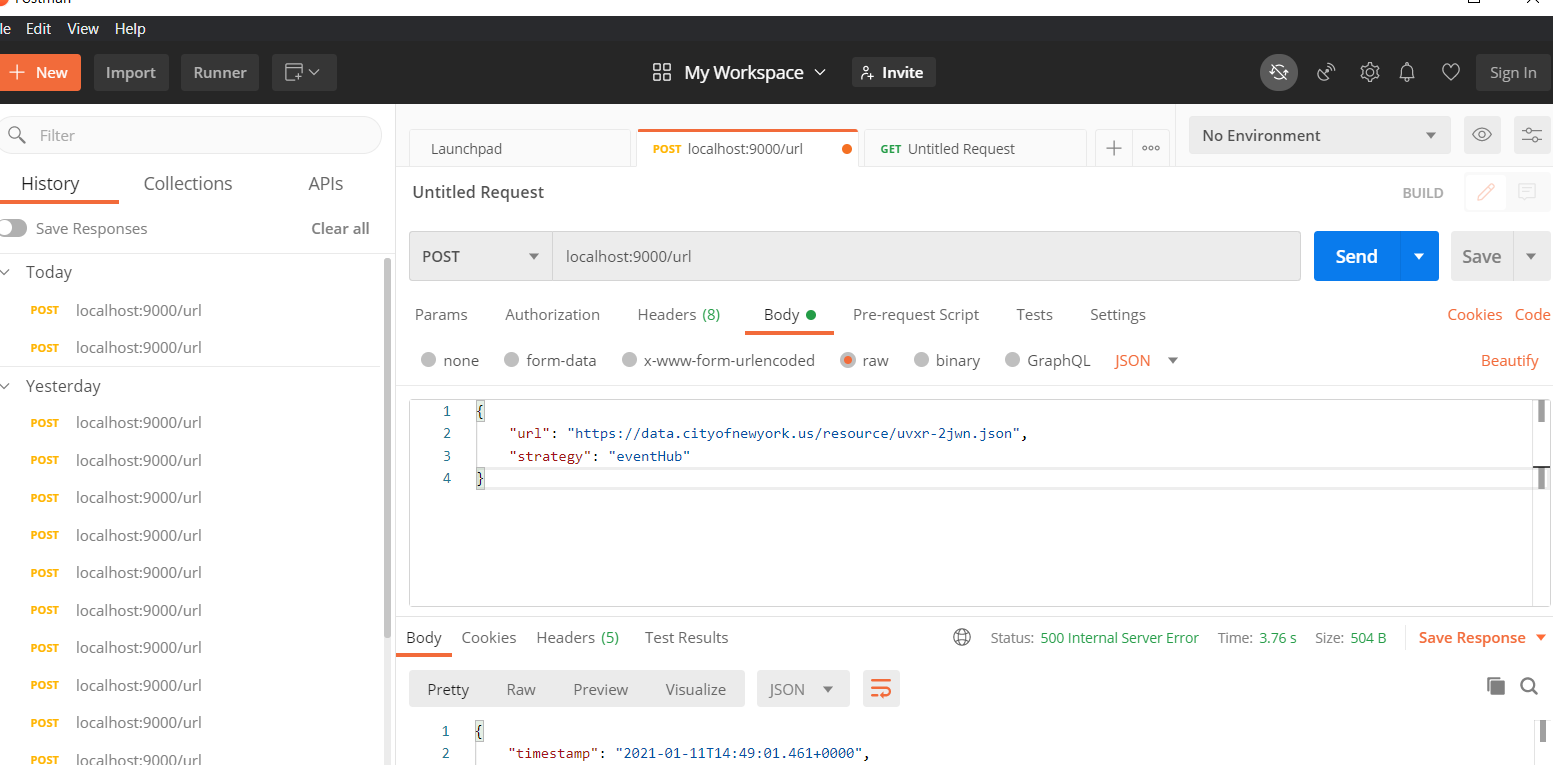 Edit View Help
New Import Runner My Workspace Invite Sign In
Filter
History Collections APIs
Save Responses Clear all
Today
POST localhost:9000/url
POST localhost:9000/url
Yesterday
POST localhost:9000/url
POST localhost:9000/url
POST localhost:9000/url
POST localhost:9000/url
POST localhost:9000/url
POST localhost:9000/url
POST localhost:9000/url
POST localhost:9000/url
POST localhost:9000/url
POST localhost:9000/url
Launchpad POST localhost:9000/url GET Untitled Request No Environment
Untitled Request BUILD
POST localhost:9000/url Send Save
Params Authorization Headers (8) Body Pre-request Script Tests Settings Cookies Code
none form-data x-www-form-urlencoded raw binary GraphQL JSON Beautify
1 {
2 "url": "https://data.cityofnewyork.us/resource/uvxr-2jwn.json",
3 "strategy": "eventHub"
4 }
Body Cookies Headers (5) Test Results Status: 500 Internal Server Error Time: 3.76 s Size: 504 B Save Response
Pretty Raw Preview Visualize JSON
1 {
2 "timestamp": "2021-01-11T14:49:01.461+0000",